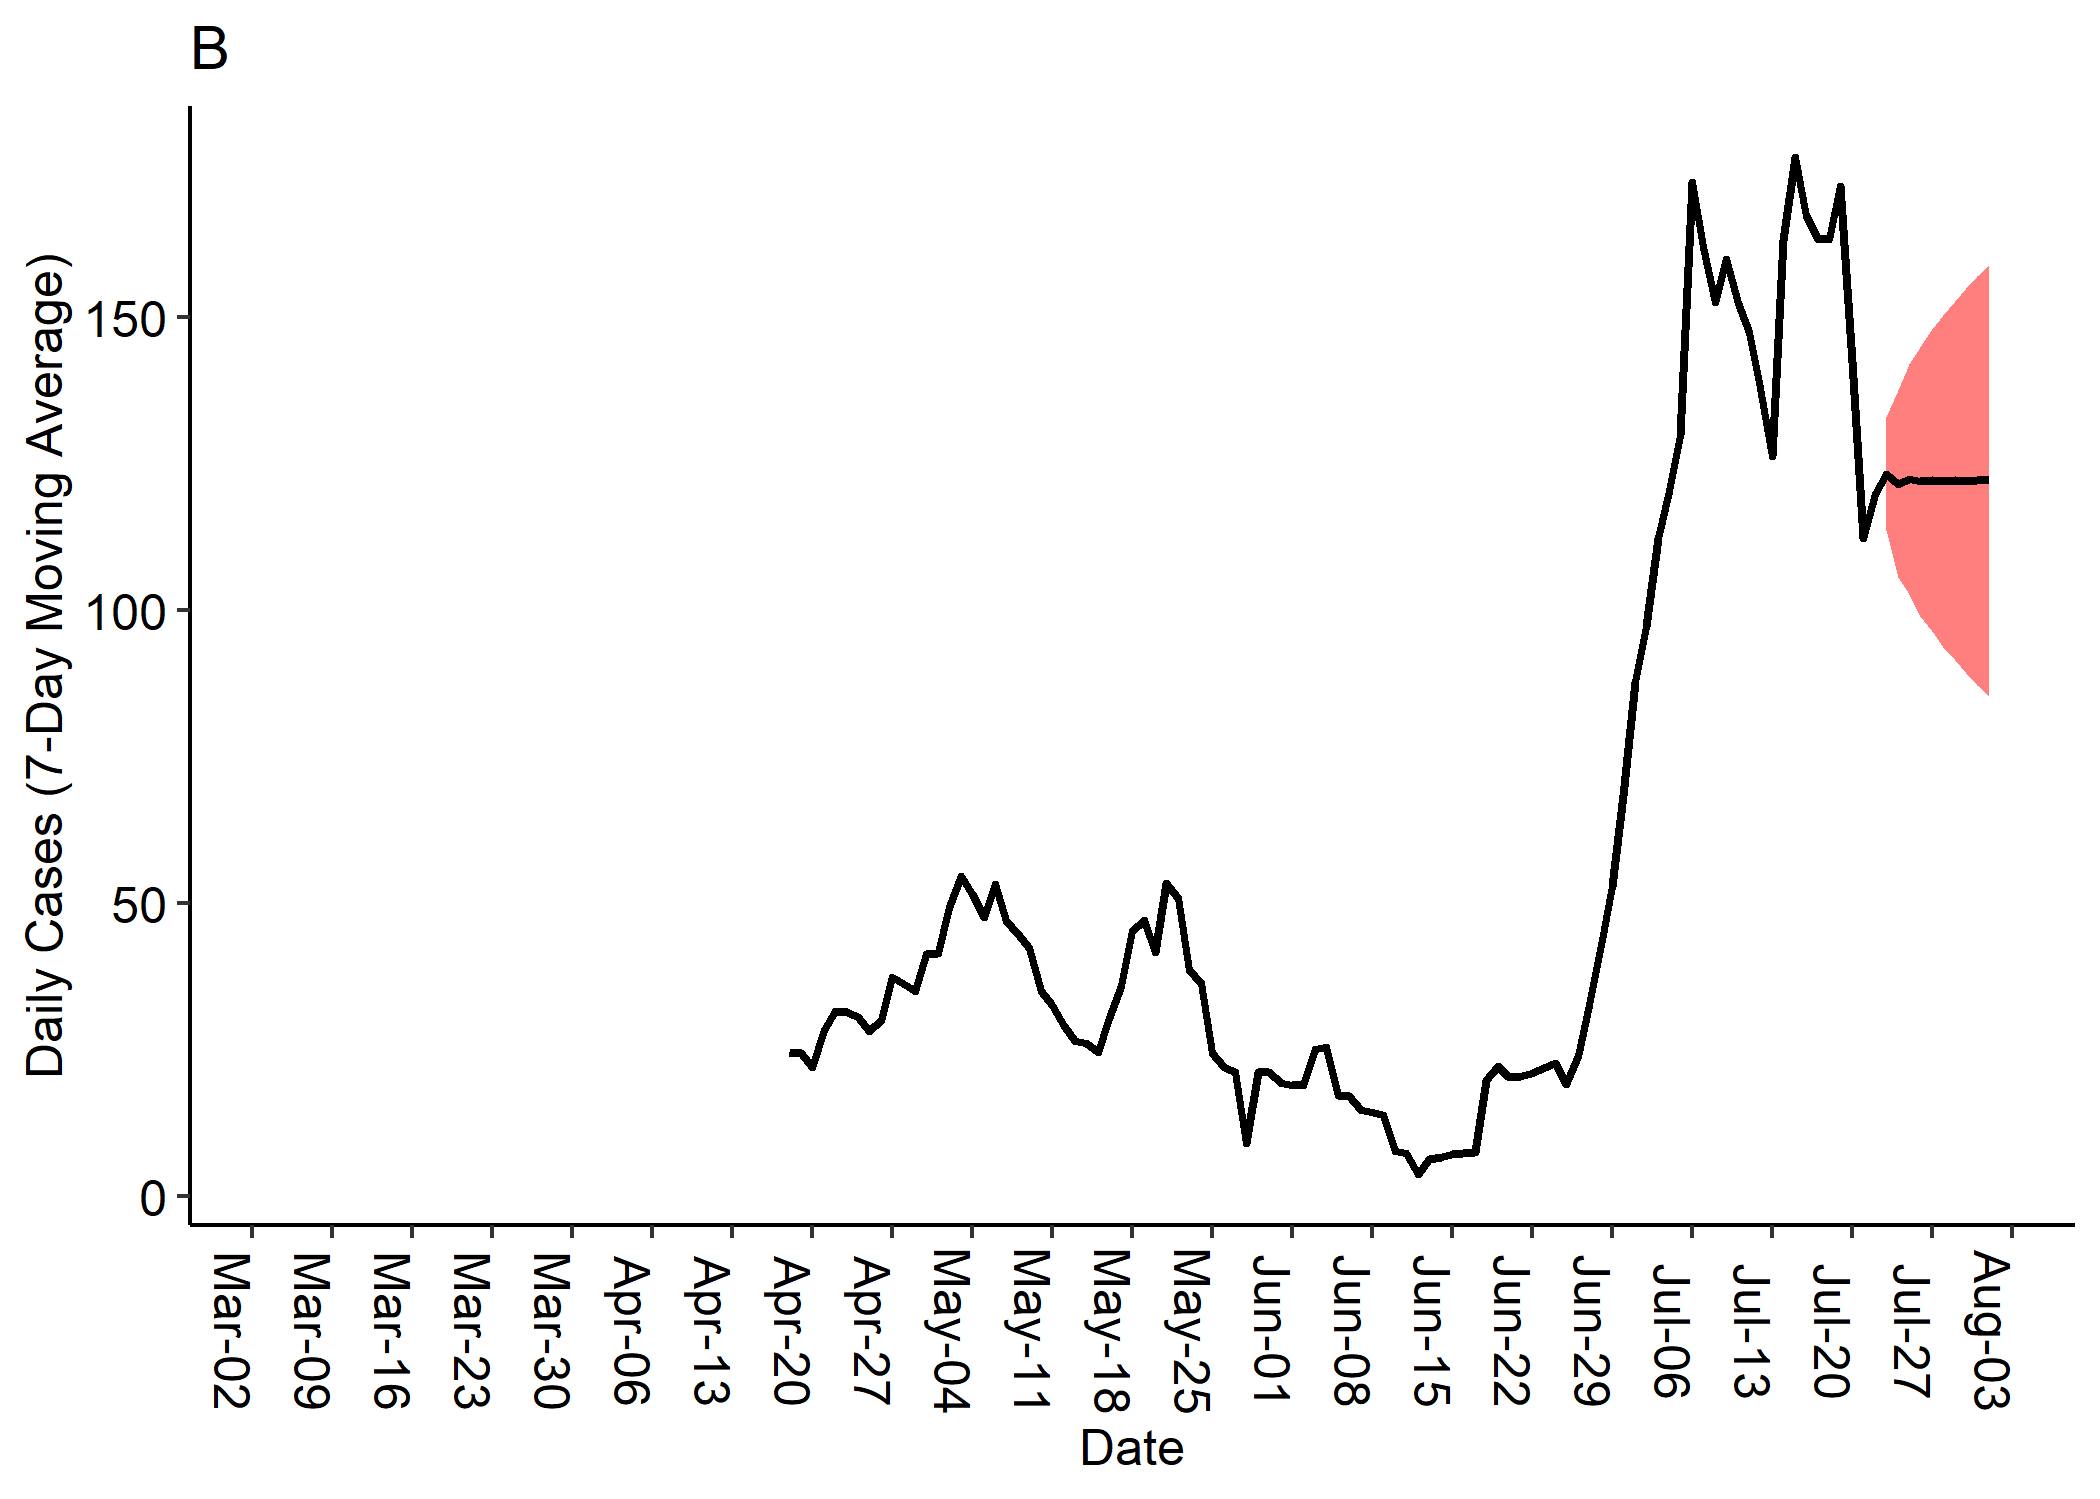 B
Daily Cases (7-Day Moving Average)
150
100
50
0
Mar-02
Mar-09
Mar-16
Mar-23
Mar-30
Apr-06
Apr-13
Apr-20
Apr-27
May-04
May-11
May-18
May-25
Jun-01
Jun-08
Jun-15
Jun-22
Jun-29
Jul-06
Jul-13
Jul-20
Jul-27
Aug-03
Date